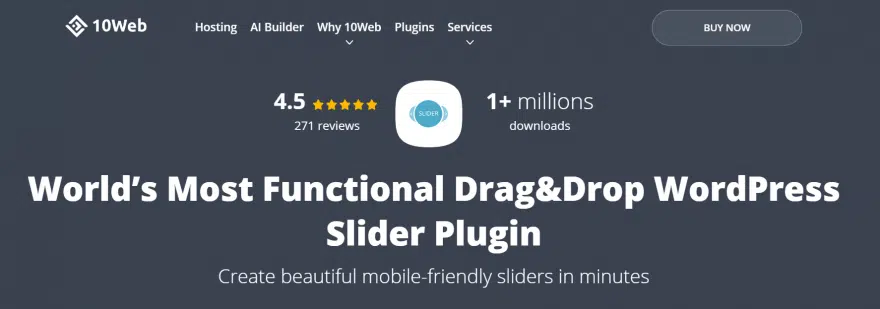 10Web
Hosting AI Builder Why 10Web Plugins Services
BUY NOW
4.5
271 reviews
SLIDER
1+ millions
downloads
World's Most Functional Drag&Drop WordPress
Slider Plugin
Create beautiful mobile-friendly sliders in minutes